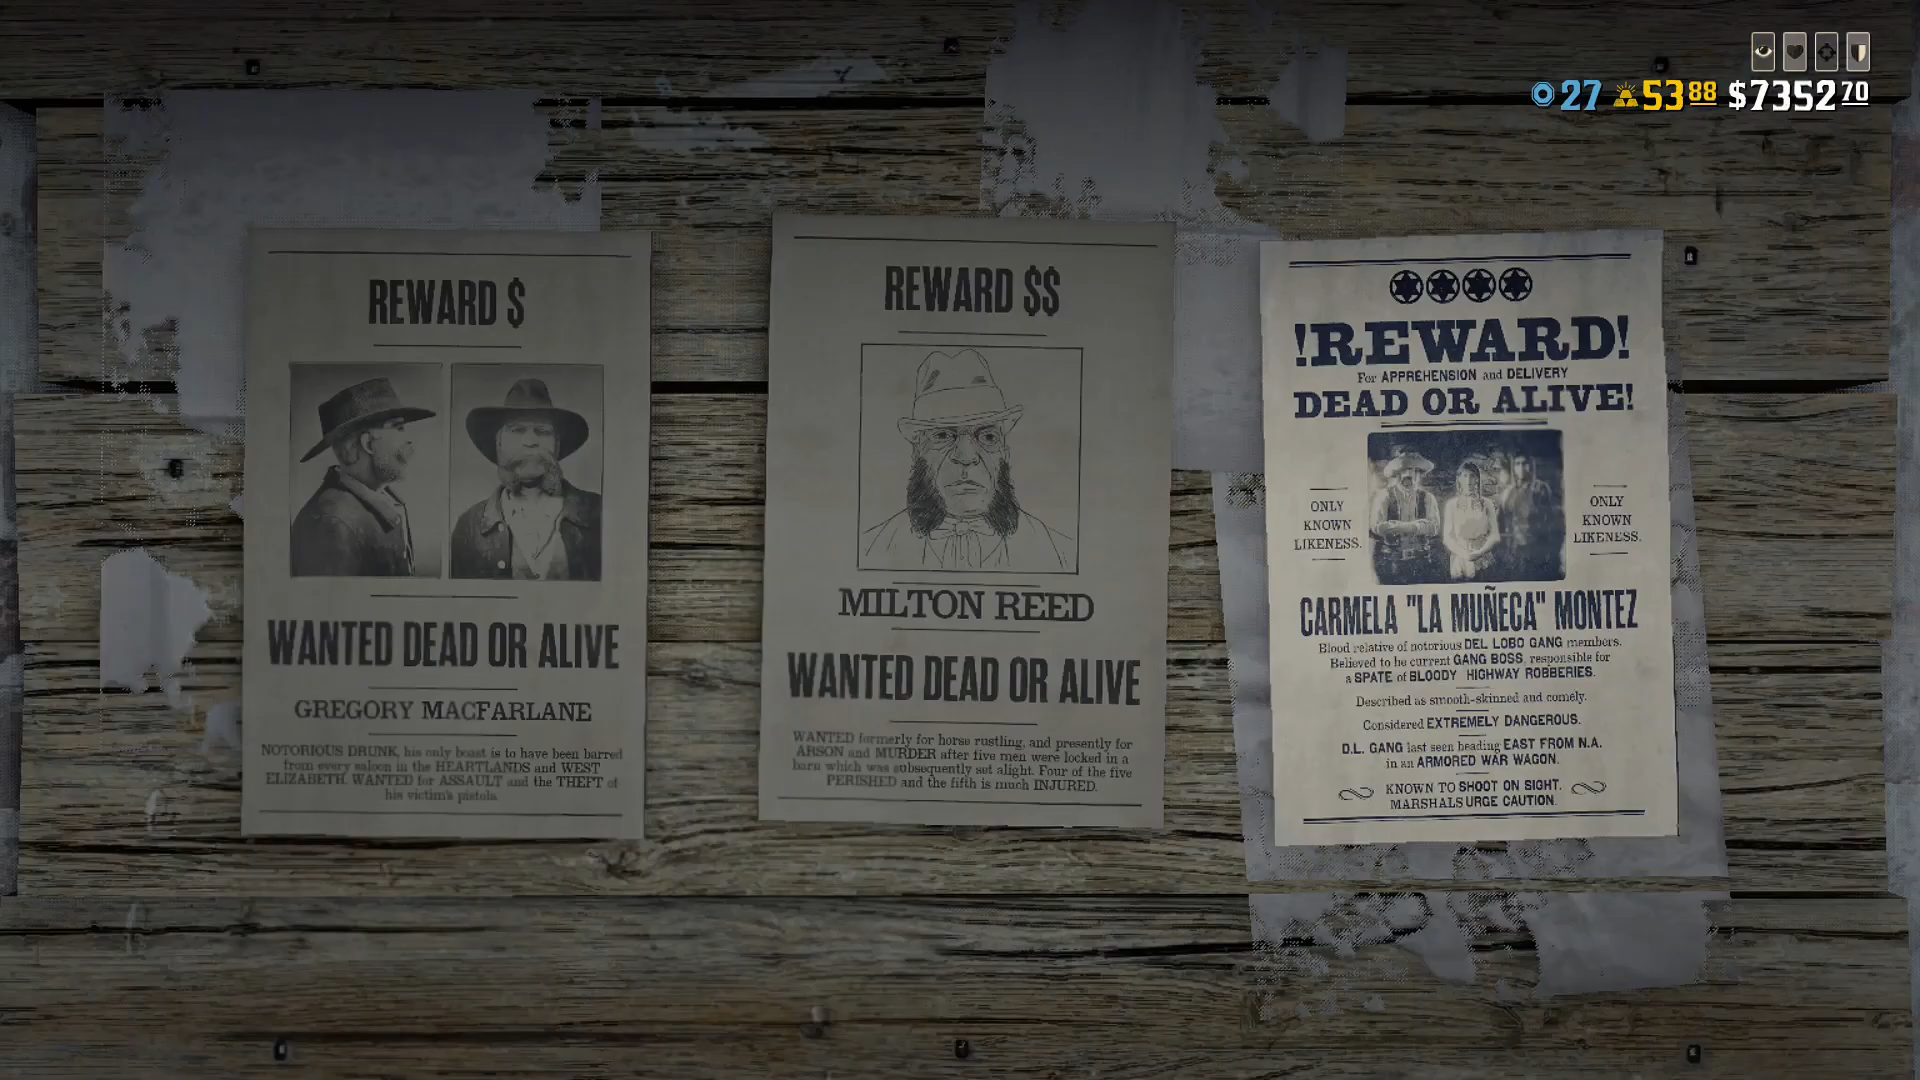 27 5388 $735270
REWARD $
WANTED DEAD OR ALIVE
GREGORY MACFARLANE
NOTORIOUS DRUNK, his only boast is to have been barred
from every saloon in the HEARTLANDS and WEST
ELIZABETH. WANTED for ASSAULT and the THEFT of
his victim's pistols.
REWARD $$
MILTON REED
WANTED DEAD OR ALIVE
WANTED formerly for horse rustling, and presently for
ARSON and MURDER after five men were locked in a
barn which was subsequently set alight. Four of the five
PERISHED and the fifth is much INJURED.
!REWARD!
For APPREHENSION and DELIVERY
DEAD OR ALIVE!
ONLY
KNOWN
LIKENESS.
ONLY
KNOWN
LIKENESS.
CARMELA "LA MUÑECA" MONTEZ
Blood relative of notorious DEL LOBO GANG members.
Believed to be current GANG BOSS, responsible for
a SPATE of BLOODY HIGHWAY ROBBERIES.
Described as smooth-skinned and comely.
Considered EXTREMELY DANGEROUS.
D.L. GANG last seen heading EAST FROM N.A.
in an ARMORED WAR WAGON.
KNOWN TO SHOOT ON SIGHT.
MARSHALS URGE CAUTION.